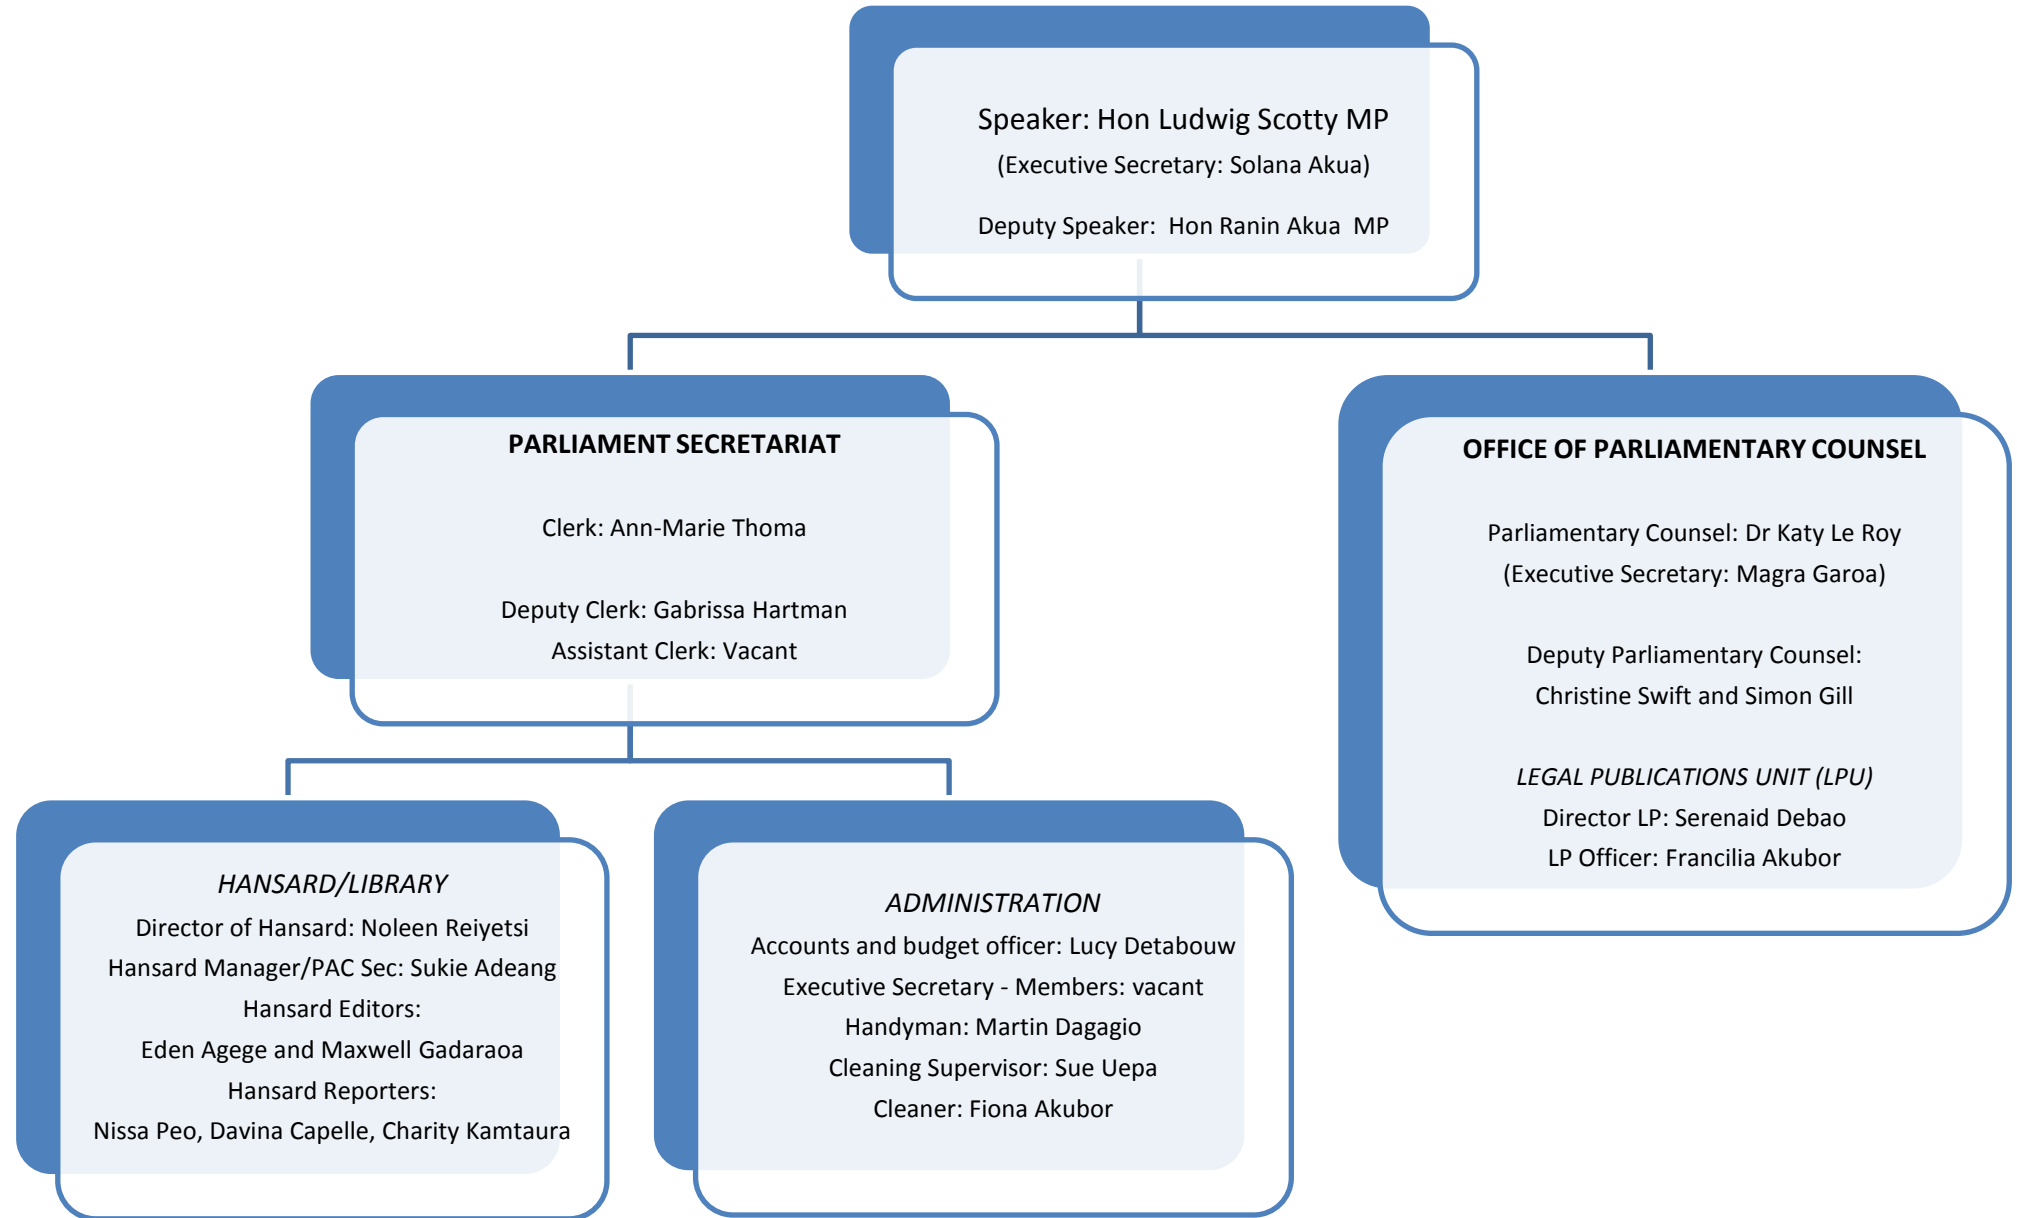 Speaker: Hon Ludwig Scotty MP
(Executive Secretary: Solana Akua)
Deputy Speaker:  Hon Ranin Akua  MP
PARLIAMENT SECRETARIAT
Clerk: Ann-Marie Thoma
Deputy Clerk: Gabrissa Hartman
Assistant Clerk: Vacant
OFFICE OF PARLIAMENTARY COUNSEL
Parliamentary Counsel: Dr Katy Le Roy
(Executive Secretary: Magra Garoa)
Deputy Parliamentary Counsel:
Christine Swift and Simon Gill
LEGAL PUBLICATIONS UNIT (LPU)
Director LP: Serenaid Debao
LP Officer: Francilia Akubor
HANSARD/LIBRARY
Director of Hansard: Noleen Reiyetsi
Hansard Manager/PAC Sec: Sukie Adeang
Hansard Editors:
Eden Agege and Maxwell Gadaraoa
Hansard Reporters:
Nissa Peo, Davina Capelle, Charity Kamtaura
ADMINISTRATION
Accounts and budget officer: Lucy Detabouw
Executive Secretary - Members: vacant
Handyman: Martin Dagagio
Cleaning Supervisor: Sue Uepa
Cleaner: Fiona Akubor